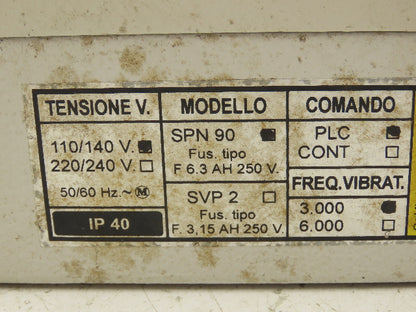 TENSIONE V.
110/140 V. ■
220/240 V. □
50/60 Hz. ~ Ⓜ
IP 40
MODELLO
SPN 90 ■
Fus. tipo
F 6.3 AH 250 V.
SVP 2 □
Fus. tipo
F. 3,15 AH 250 V.
COMANDO
PLC ■
CONT □
FREQ.VIBRAT.
3.000 ■
6.000 □